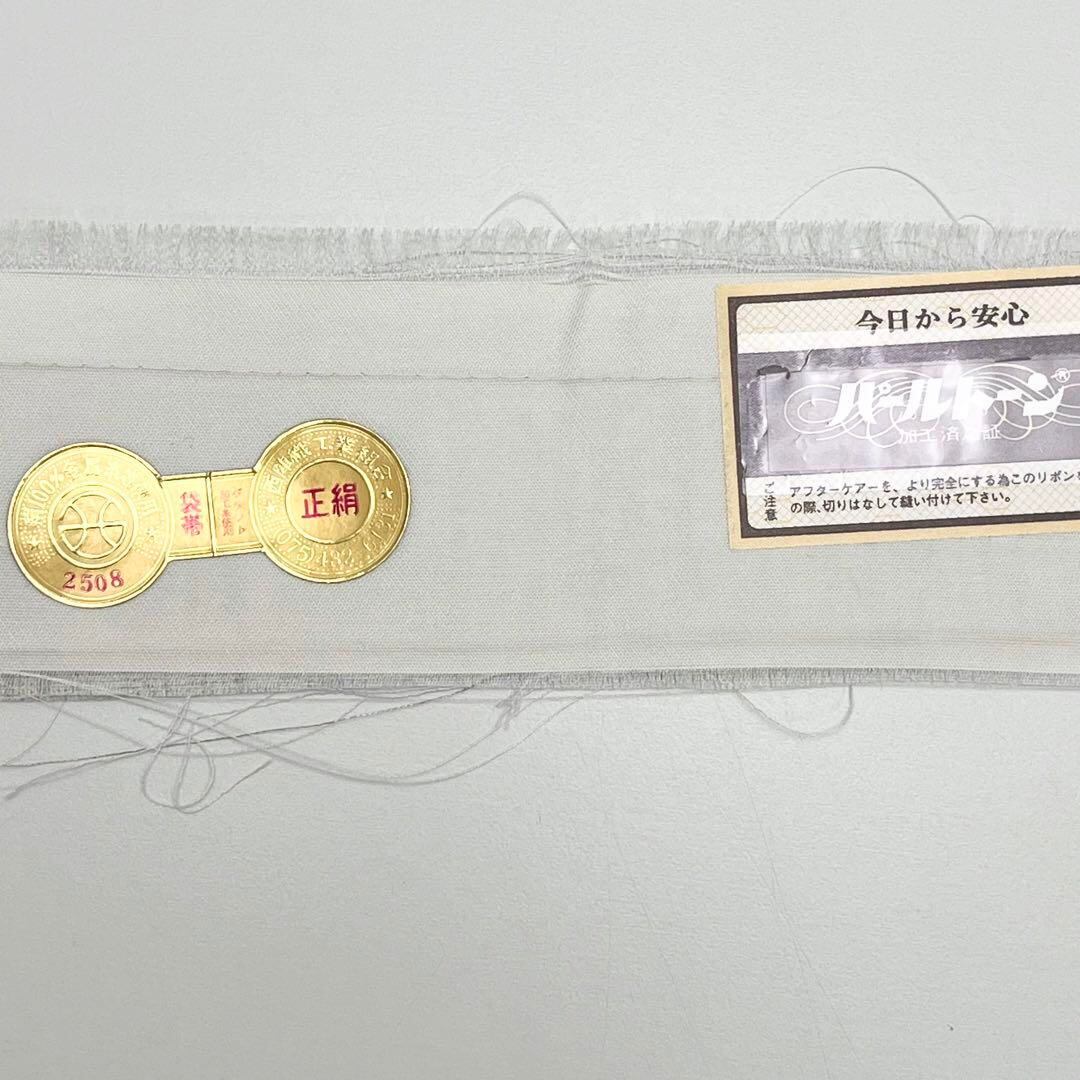 今日から安心
パールトーン®
加工済之証
ご注意
アフターケアーを、より完全にする為このリボン
の際、切りはなして縫い付けて下さい。
2508
袋帯
西陣織工業組合
正絹